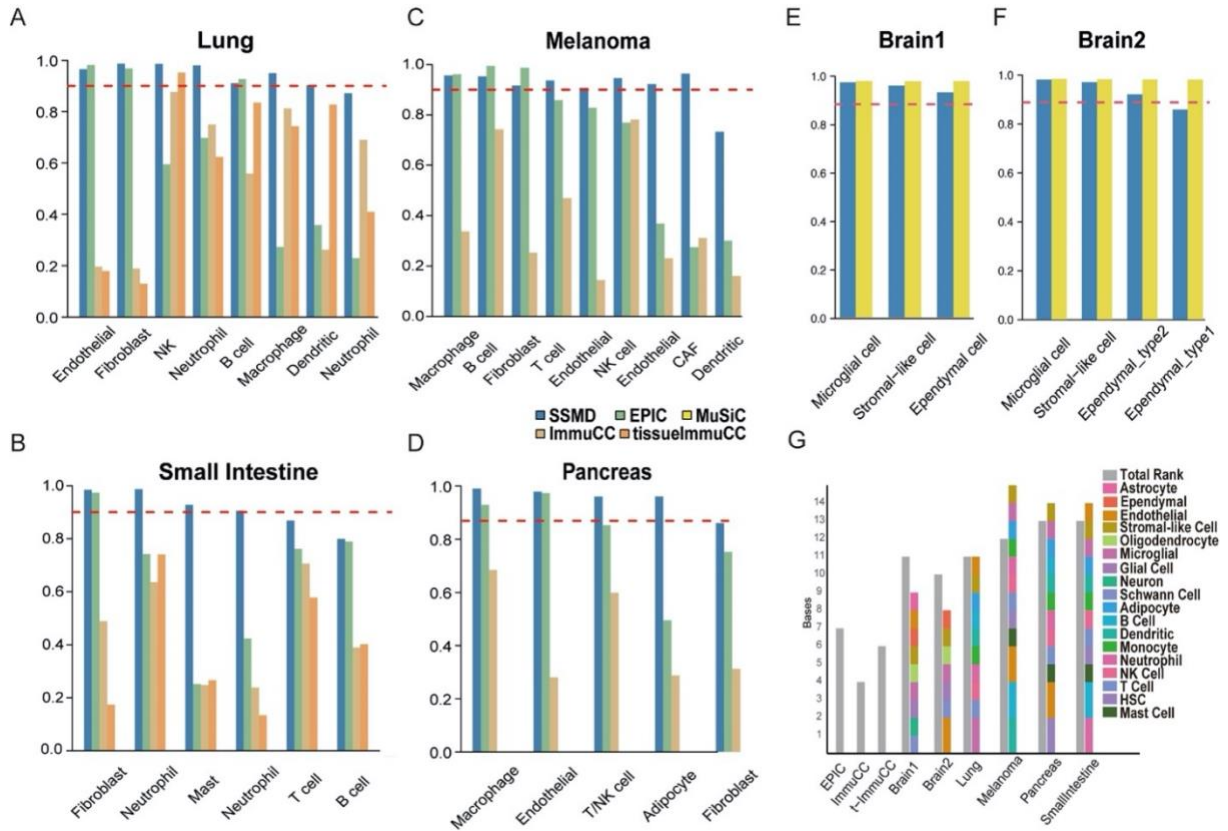 A
Lung
1.0
0.8
0.6
0.4
0.2
0.0
Endothelial
Fibroblast
NK
Neutrophil
B cell
Macrophage
Dendritic
Neutrophil
C
Melanoma
1.0
0.8
0.6
0.4
0.2
0.0
Macrophage
B cell
Fibroblast
T cell
Endothelial
NK cell
Endothelial
CAF
Dendritic
E
Brain1
1.0
0.8
0.6
0.4
0.2
0.0
Microglial cell
Stromal-like cell
Ependymal cell
F
Brain2
1.0
0.8
0.6
0.4
0.2
0.0
Microglial cell
Stromal-like cell
Ependymal_type2
Ependymal_type1
SSMD EPIC MuSiC
ImmuCC tissueImmuCC
B
Small Intestine
1.0
0.8
0.6
0.4
0.2
0.0
Fibroblast
Neutrophil
Mast
Neutrophil
T cell
B cell
D
Pancreas
1.0
0.8
0.6
0.4
0.2
0.0
Macrophage
Endothelial
T/NK cell
Adipocyte
Fibroblast
G
Bases
14
13
12
11
10
9
8
7
6
5
4
3
2
1
EPIC
ImmuCC
t-ImmuCC
Brain1
Brain2
Lung
Melanoma
Pancreas
SmallIntestine
Total Rank
Astrocyte
Ependymal
Endothelial
Stromal-like Cell
Oligodendrocyte
Microglial
Glial Cell
Neuron
Schwann Cell
Adipocyte
B Cell
Dendritic
Monocyte
Neutrophil
NK Cell
T Cell
HSC
Mast Cell